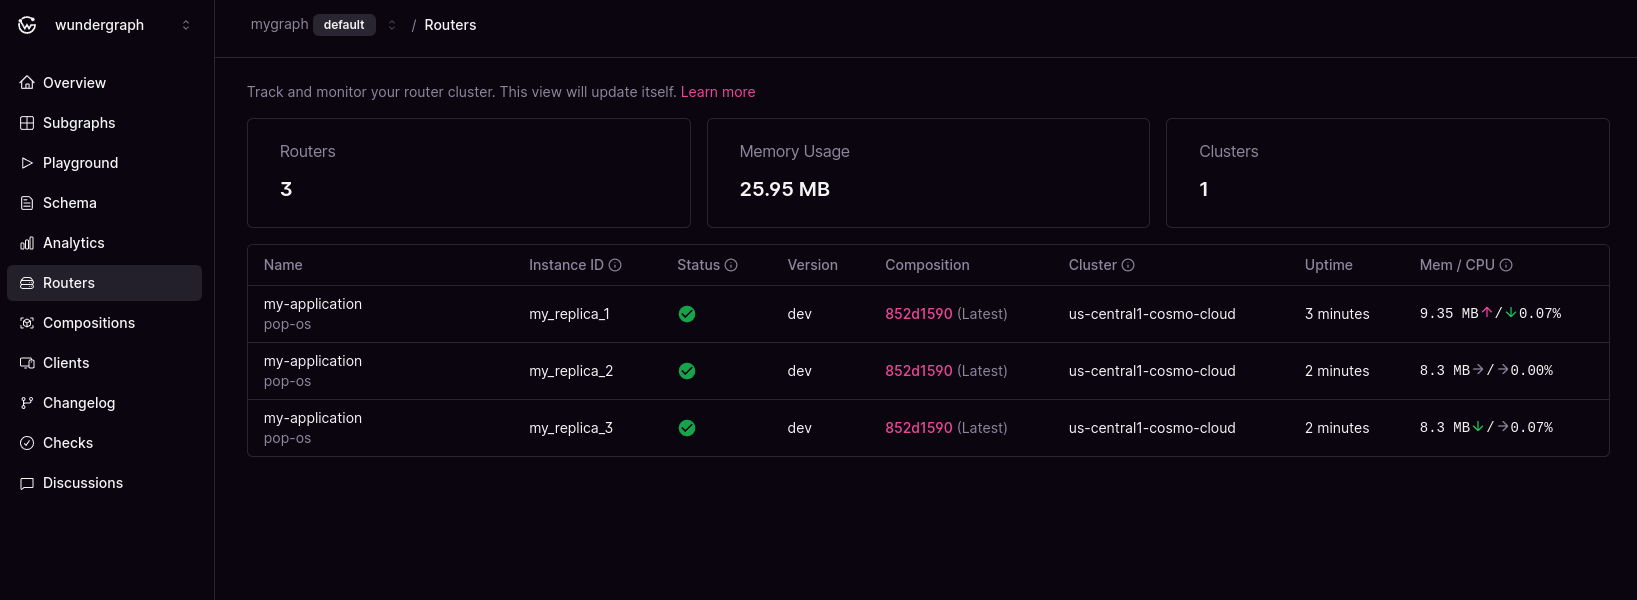 wundergraph
mygraph default / Routers
Overview
Subgraphs
Playground
Schema
Analytics
Routers
Compositions
Clients
Changelog
Checks
Discussions
Track and monitor your router cluster. This view will update itself. Learn more
Routers
3
Memory Usage
25.95 MB
Clusters
1
Name Instance ID Status Version Composition Cluster Uptime Mem / CPU
my-application
pop-os
my_replica_1 dev 852d1590 (Latest) us-central1-cosmo-cloud 3 minutes 9.35 MB↑/↓0.07%
my-application
pop-os
my_replica_2 dev 852d1590 (Latest) us-central1-cosmo-cloud 2 minutes 8.3 MB→/→0.00%
my-application
pop-os
my_replica_3 dev 852d1590 (Latest) us-central1-cosmo-cloud 2 minutes 8.3 MB↓/→0.07%